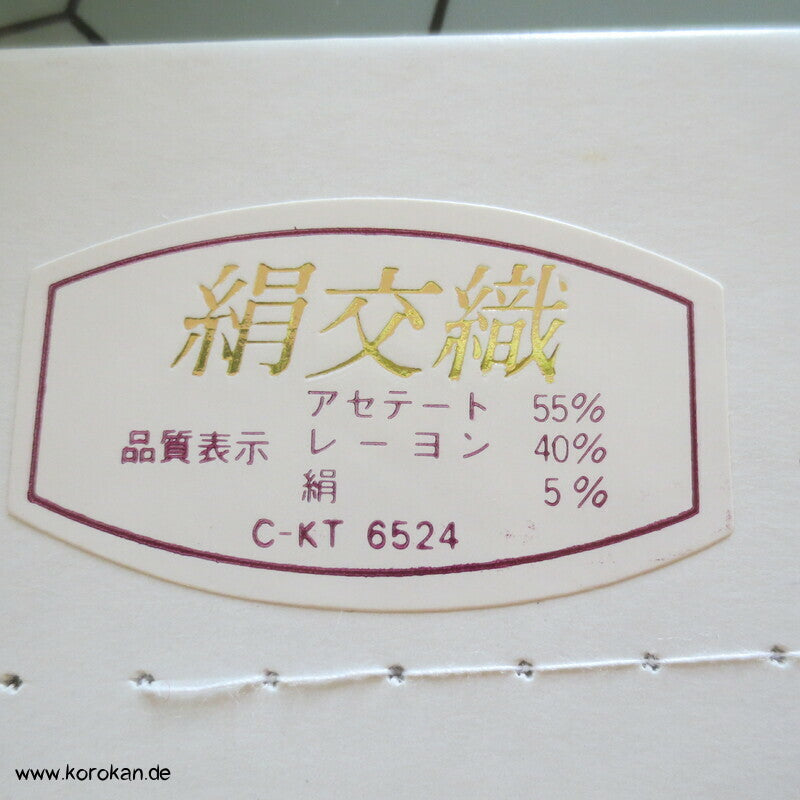 絹交織
アセテート 55%
品質表示 レーヨン 40%
絹 5%
C-KT 6524
www.korokan.de